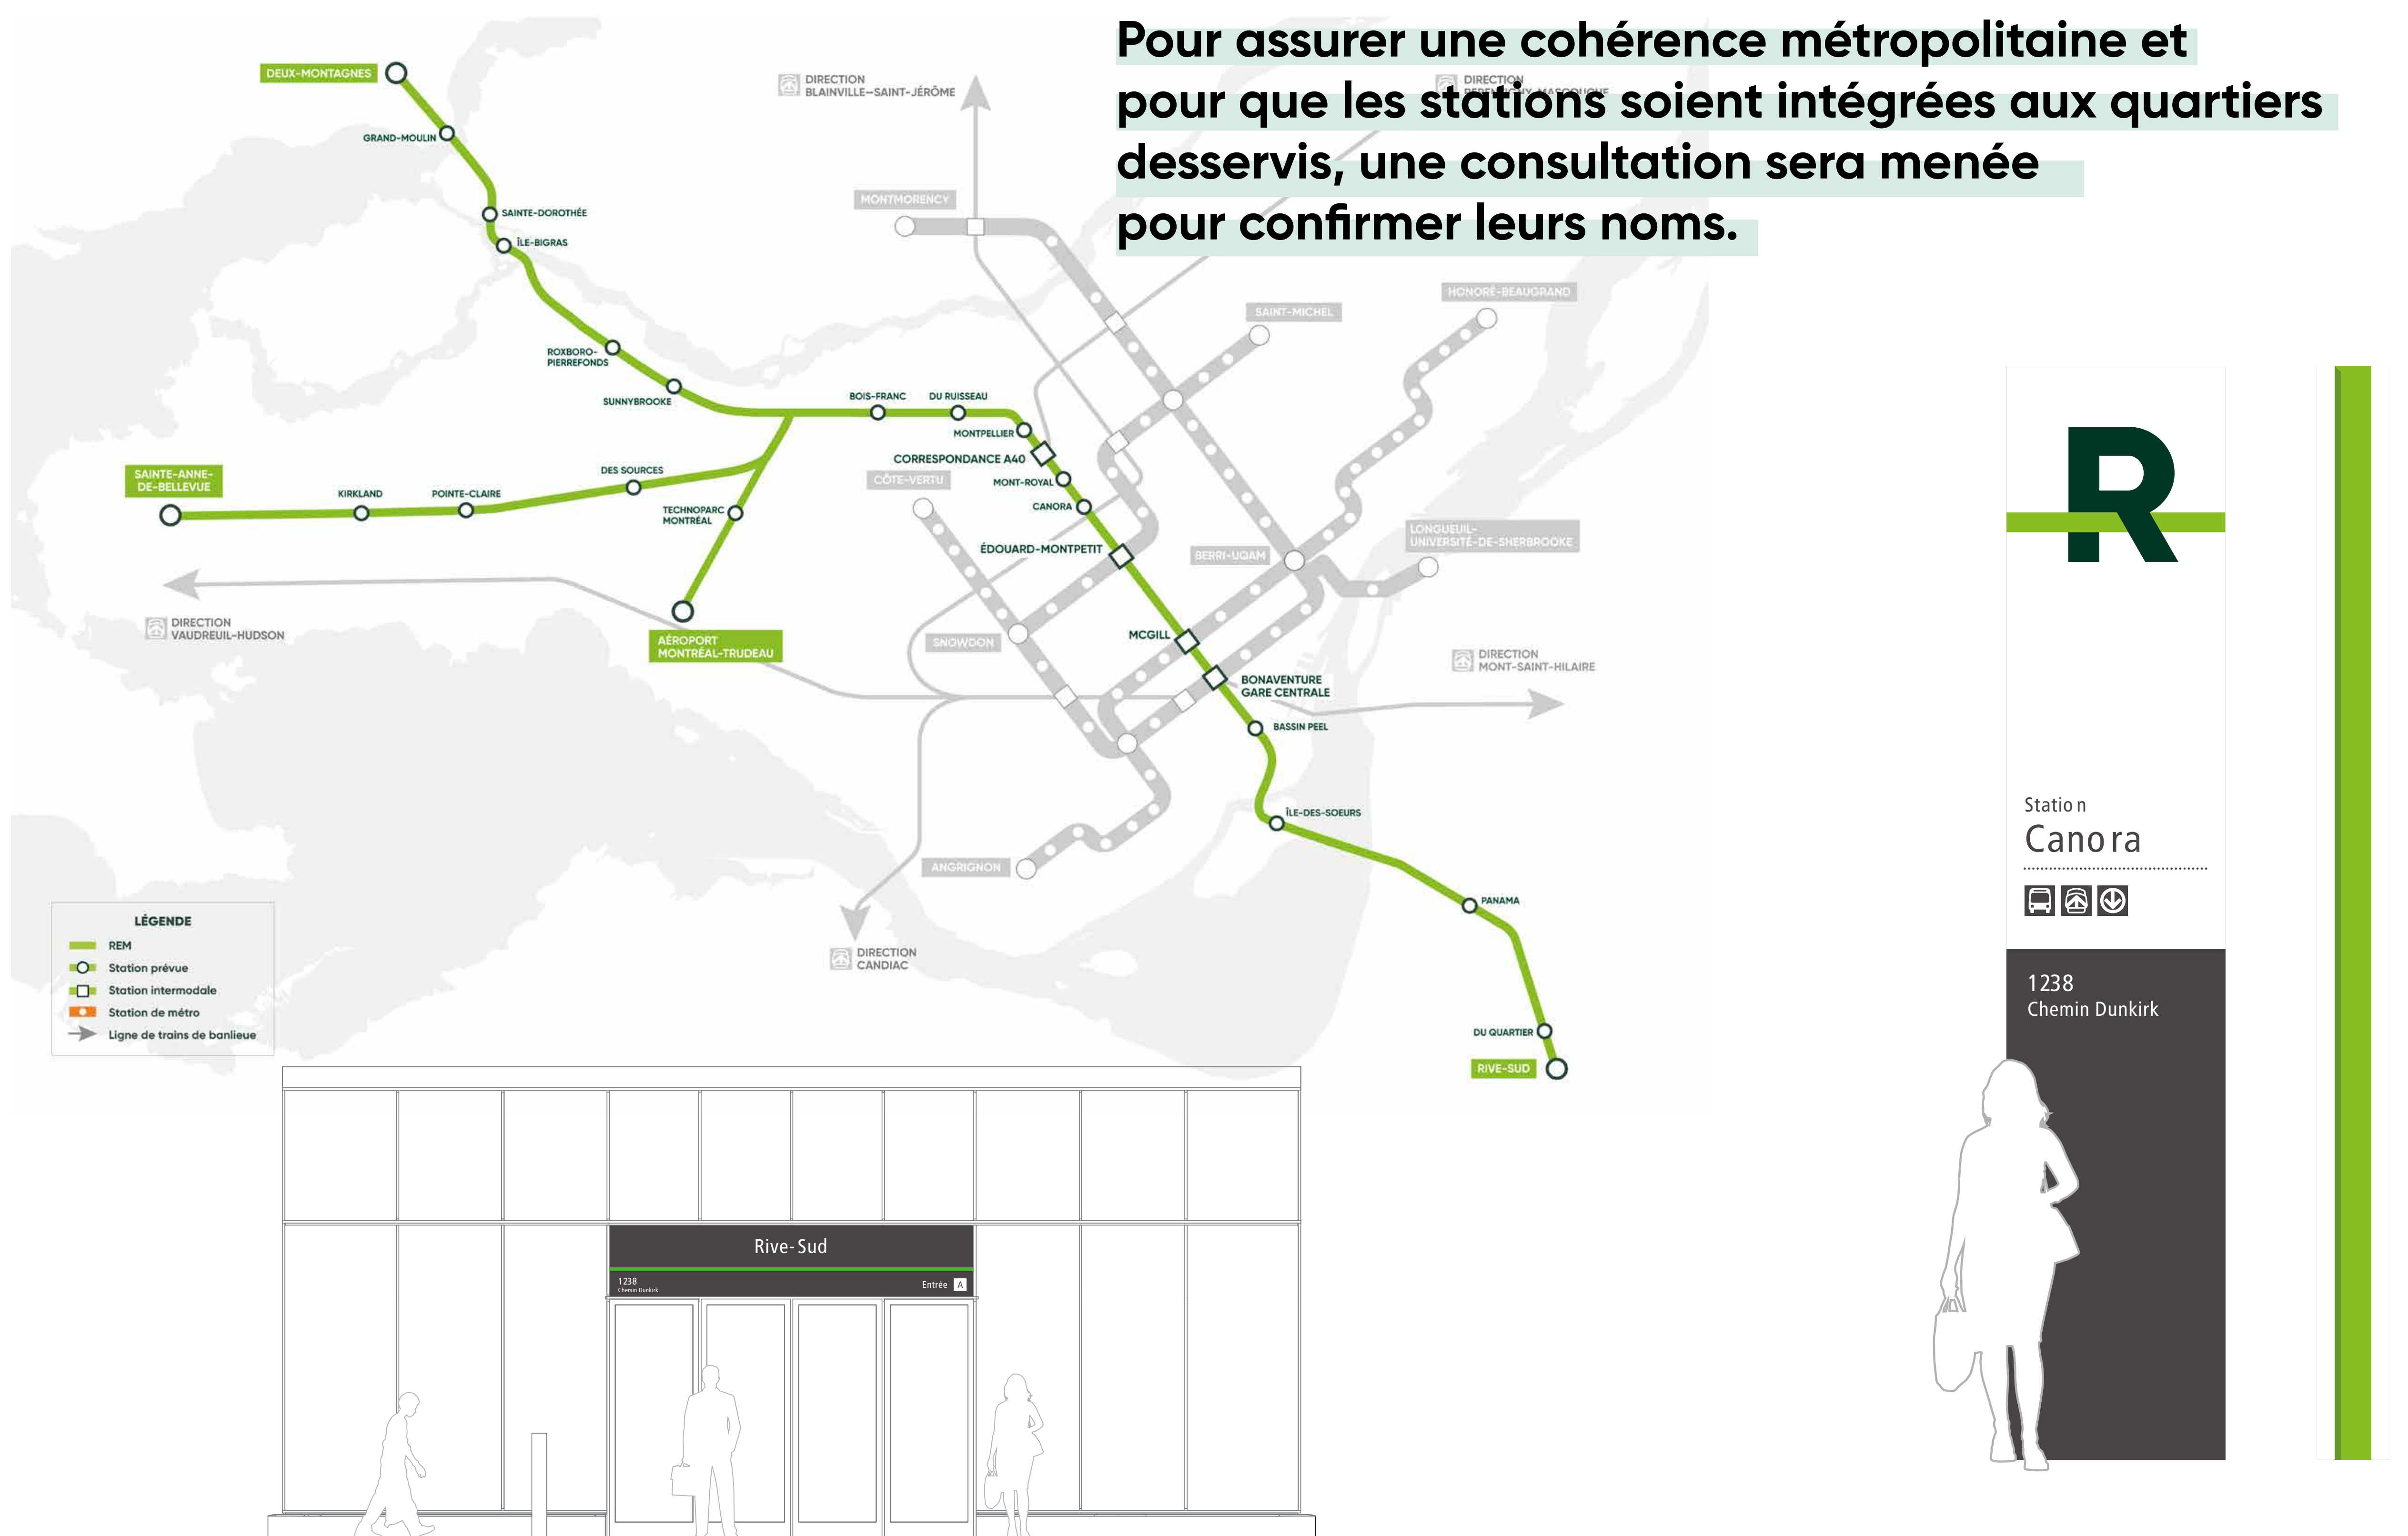 Pour assurer une cohérence métropolitaine et
pour que les stations soient intégrées aux quartiers
desservis, une consultation sera menée
pour confirmer leurs noms.
DEUX-MONTAGNES
GRAND-MOULIN
SAINTE-DOROTHÉE
ÎLE-BIGRAS
ROXBORO-
PIERREFONDS
SUNNYBROOKE
BOIS-FRANC
DU RUISSEAU
MONTPELLIER
CORRESPONDANCE A40
MONT-ROYAL
CANORA
ÉDOUARD-MONTPETIT
MCGILL
BONAVENTURE
GARE CENTRALE
BASSIN PEEL
ÎLE-DES-SOEURS
PANAMA
DU QUARTIER
RIVE-SUD
SAINTE-ANNE-
DE-BELLEVUE
KIRKLAND
POINTE-CLAIRE
DES SOURCES
TECHNOPARC
MONTRÉAL
AÉROPORT
MONTRÉAL-TRUDEAU
DIRECTION
BLAINVILLE–SAINT-JÉRÔME
DIRECTION
MONTMORENCY
SAINT-MICHEL
HONORÉ-BEAUGRAND
CÔTE-VERTU
BERRI-UQAM
LONGUEUIL-
UNIVERSITÉ-DE-SHERBROOKE
SNOWDON
ANGRIGNON
DIRECTION
VAUDREUIL-HUDSON
DIRECTION
MONT-SAINT-HILAIRE
DIRECTION
CANDIAC
LÉGENDE
REM
Station prévue
Station intermodale
Station de métro
Ligne de trains de banlieue
Rive-Sud
1238
Chemin Dunkirk
Entrée A
R
Station
Canora
1238
Chemin Dunkirk